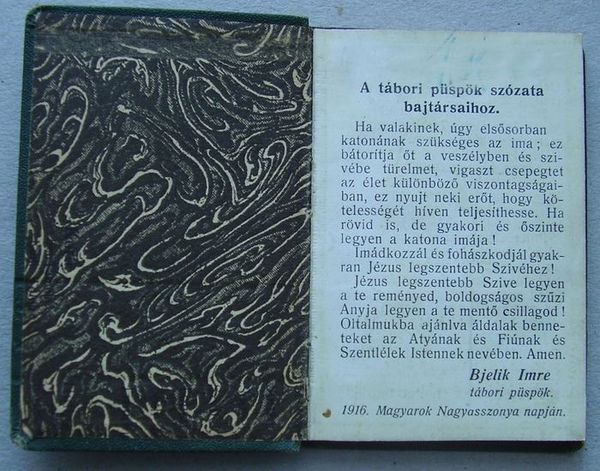 A tábori püspök szózata
bajtársaihoz.
Ha valakinek, úgy elsősorban
katonának szükséges az ima; ez
bátorítja őt a veszélyben és szi-
vébe türelmet, vigaszt csepegtet
az élet különböző viszontagságai-
ban, ez nyujt neki erőt, hogy kö-
telességét híven teljesíthesse. Ha
rövid is, de gyakori és őszinte
legyen a katona imája!
Imádkozzál és fohászkodjál gyak-
ran Jézus legszentebb Szivéhez!
Jézus legszentebb Szive legyen
a te reményed, boldogságos szűzi
Anyja legyen a te mentő csillagod!
Oltalmukba ajánlva áldalak benne-
teket az Atyának és Fiúnak és
Szentlélek Istennek nevében. Amen.
Bjelik Imre
tábori püspök.
1916. Magyarok Nagyasszonya napján.